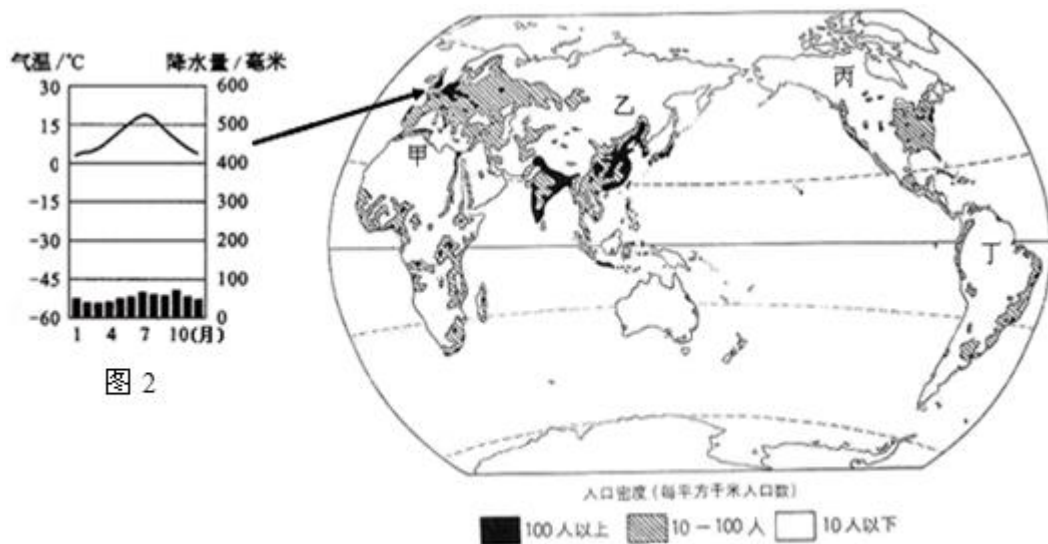 气温/℃ 降水量/毫米
30 600
15 500
0 400
-15 300
-30 200
-45 100
-60 0
1 4 7 10(月)
图 2
甲
乙
丙
丁
人口密度(每平方千米人口数)
100人以上 10-100人 10人以下